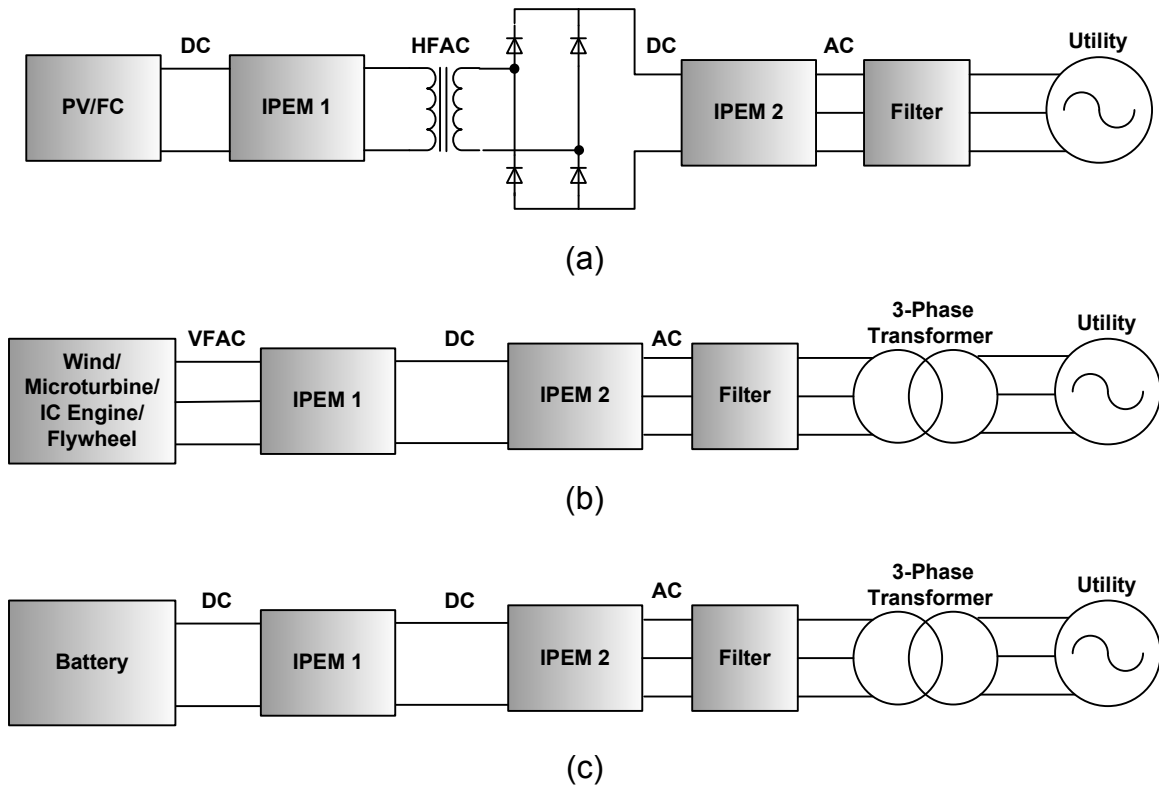 DC
HFAC
DC
AC
Utility
PV/FC
IPEM 1
IPEM 2
Filter
(a)
VFAC
DC
AC
3-Phase
Transformer
Utility
Wind/
Microturbine/
IC Engine/
Flywheel
IPEM 1
IPEM 2
Filter
(b)
DC
DC
AC
3-Phase
Transformer
Utility
Battery
IPEM 1
IPEM 2
Filter
(c)